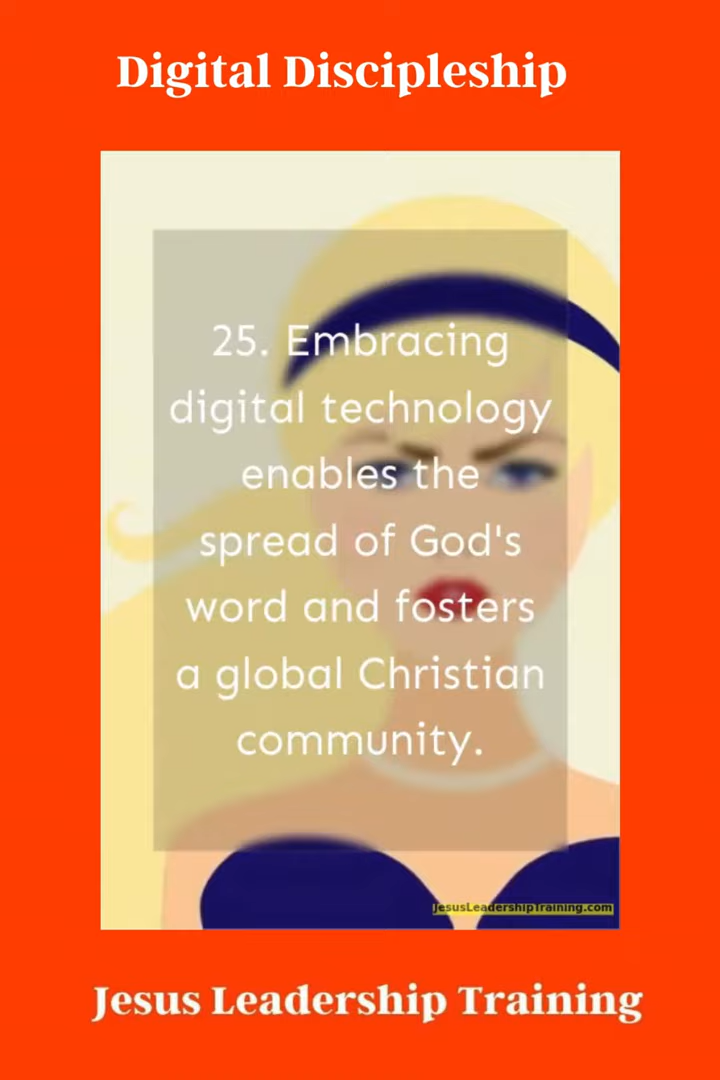 Digital Discipleship
25. Embracing
digital technology
enables the
spread of God's
word and fosters
a global Christian
community.
JesusLeadershipTraining.com
Jesus Leadership Training